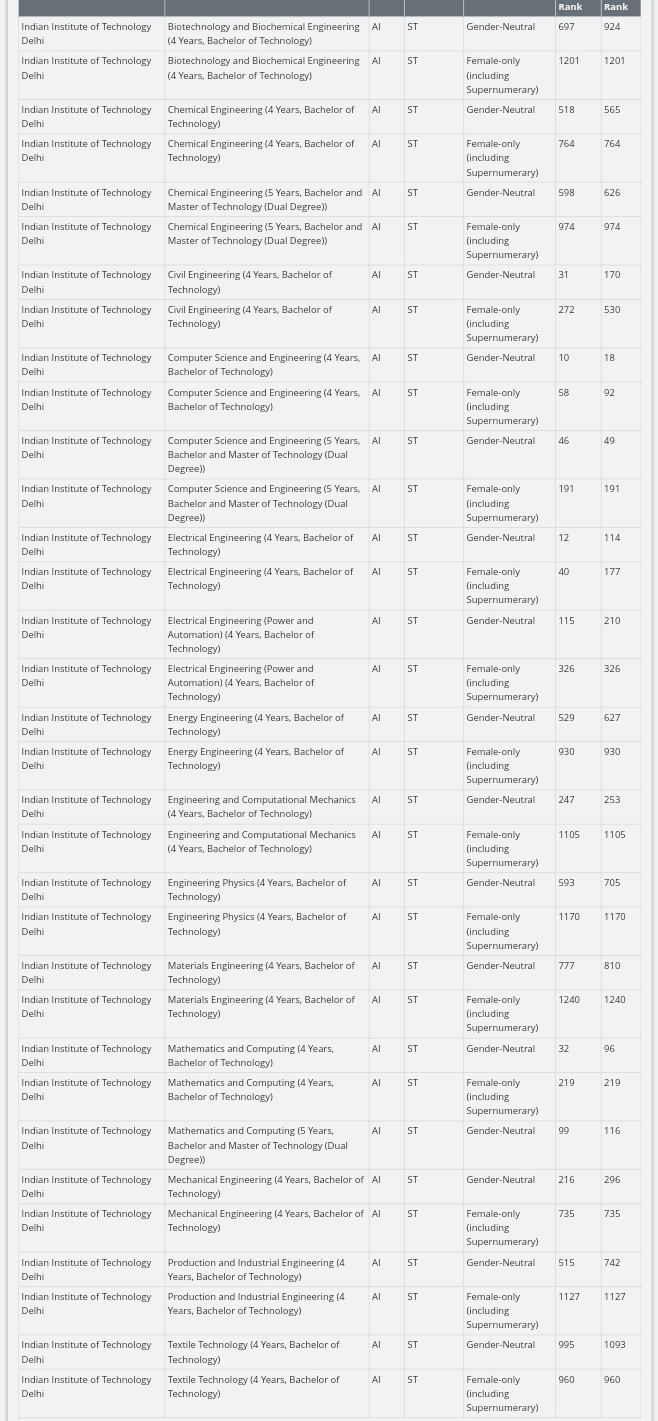 Rank Rank
Indian Institute of Technology Biotechnology and Biochemical Engineering AI ST Gender-Neutral 697 924
Delhi (4 Years, Bachelor of Technology)
Indian Institute of Technology Biotechnology and Biochemical Engineering AI ST Female-only 1201 1201
Delhi (4 Years, Bachelor of Technology) (including
Supernumerary)
Indian Institute of Technology Chemical Engineering (4 Years, Bachelor of AI ST Gender-Neutral 518 565
Delhi Technology)
Indian Institute of Technology Chemical Engineering (4 Years, Bachelor of AI ST Female-only 764 764
Delhi Technology) (including
Supernumerary)
Indian Institute of Technology Chemical Engineering (5 Years, Bachelor and AI ST Gender-Neutral 598 626
Delhi Master of Technology (Dual Degree))
Indian Institute of Technology Chemical Engineering (5 Years, Bachelor and AI ST Female-only 974 974
Delhi Master of Technology (Dual Degree)) (including
Supernumerary)
Indian Institute of Technology Civil Engineering (4 Years, Bachelor of AI ST Gender-Neutral 31 170
Delhi Technology)
Indian Institute of Technology Civil Engineering (4 Years, Bachelor of AI ST Female-only 272 530
Delhi Technology) (including
Supernumerary)
Indian Institute of Technology Computer Science and Engineering (4 Years, AI ST Gender-Neutral 10 18
Delhi Bachelor of Technology)
Indian Institute of Technology Computer Science and Engineering (4 Years, AI ST Female-only 58 92
Delhi Bachelor of Technology) (including
Supernumerary)
Indian Institute of Technology Computer Science and Engineering (5 Years, AI ST Gender-Neutral 46 49
Delhi Bachelor and Master of Technology (Dual
Degree))
Indian Institute of Technology Computer Science and Engineering (5 Years, AI ST Female-only 191 191
Delhi Bachelor and Master of Technology (Dual (including
Degree)) Supernumerary)
Indian Institute of Technology Electrical Engineering (4 Years, Bachelor of AI ST Gender-Neutral 12 114
Delhi Technology)
Indian Institute of Technology Electrical Engineering (4 Years, Bachelor of AI ST Female-only 40 177
Delhi Technology) (including
Supernumerary)
Indian Institute of Technology Electrical Engineering (Power and AI ST Gender-Neutral 115 210
Delhi Automation) (4 Years, Bachelor of
Technology)
Indian Institute of Technology Electrical Engineering (Power and AI ST Female-only 326 326
Delhi Automation) (4 Years, Bachelor of (including
Technology) Supernumerary)
Indian Institute of Technology Energy Engineering (4 Years, Bachelor of AI ST Gender-Neutral 529 627
Delhi Technology)
Indian Institute of Technology Energy Engineering (4 Years, Bachelor of AI ST Female-only 930 930
Delhi Technology) (including
Supernumerary)
Indian Institute of Technology Engineering and Computational Mechanics AI ST Gender-Neutral 247 253
Delhi (4 Years, Bachelor of Technology)
Indian Institute of Technology Engineering and Computational Mechanics AI ST Female-only 1105 1105
Delhi (4 Years, Bachelor of Technology) (including
Supernumerary)
Indian Institute of Technology Engineering Physics (4 Years, Bachelor of AI ST Gender-Neutral 593 705
Delhi Technology)
Indian Institute of Technology Engineering Physics (4 Years, Bachelor of AI ST Female-only 1170 1170
Delhi Technology) (including
Supernumerary)
Indian Institute of Technology Materials Engineering (4 Years, Bachelor of AI ST Gender-Neutral 777 810
Delhi Technology)
Indian Institute of Technology Materials Engineering (4 Years, Bachelor of AI ST Female-only 1240 1240
Delhi Technology) (including
Supernumerary)
Indian Institute of Technology Mathematics and Computing (4 Years, AI ST Gender-Neutral 32 96
Delhi Bachelor of Technology)
Indian Institute of Technology Mathematics and Computing (4 Years, AI ST Female-only 219 219
Delhi Bachelor of Technology) (including
Supernumerary)
Indian Institute of Technology Mathematics and Computing (5 Years, AI ST Gender-Neutral 99 116
Delhi Bachelor and Master of Technology (Dual
Degree))
Indian Institute of Technology Mechanical Engineering (4 Years, Bachelor of AI ST Gender-Neutral 216 296
Delhi Technology)
Indian Institute of Technology Mechanical Engineering (4 Years, Bachelor of AI ST Female-only 735 735
Delhi Technology) (including
Supernumerary)
Indian Institute of Technology Production and Industrial Engineering (4 AI ST Gender-Neutral 515 742
Delhi Years, Bachelor of Technology)
Indian Institute of Technology Production and Industrial Engineering (4 AI ST Female-only 1127 1127
Delhi Years, Bachelor of Technology) (including
Supernumerary)
Indian Institute of Technology Textile Technology (4 Years, Bachelor of AI ST Gender-Neutral 995 1093
Delhi Technology)
Indian Institute of Technology Textile Technology (4 Years, Bachelor of AI ST Female-only 960 960
Delhi Technology) (including
Supernumerary)